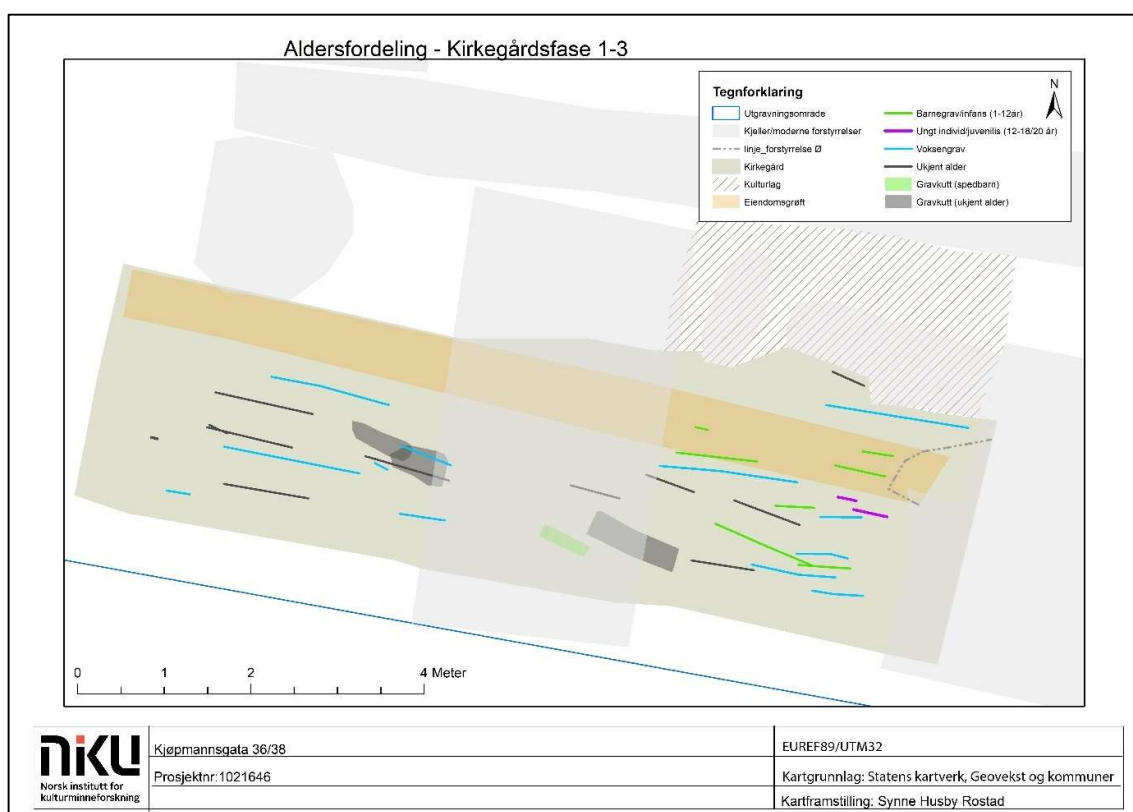 Aldersfordeling - Kirkegårdsfase 1-3
Tegnforklaring
N
Utgravningsområde
Kjeller/moderne forstyrrelser
linje_forstyrrelse Ø
Kirkegård
Kulturlag
Eiendomsgrøft
Barnegrav/infans (1-12år)
Ungt individ/juvenilis (12-18/20 år)
Voksengrav
Ukjent alder
Gravkutt (spedbarn)
Gravkutt (ukjent alder)
0 1 2 4 Meter
NIKU
Norsk institutt for
kulturminneforskning
Kjøpmannsgata 36/38
Prosjektnr:1021646
EUREF89/UTM32
Kartgrunnlag: Statens kartverk, Geovekst og kommuner
Kartframstilling: Synne Husby Rostad